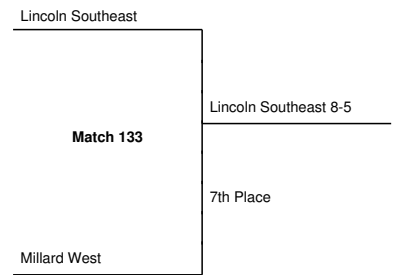 Lincoln Southeast
Lincoln Southeast 8-5
Match 133
7th Place
Millard West